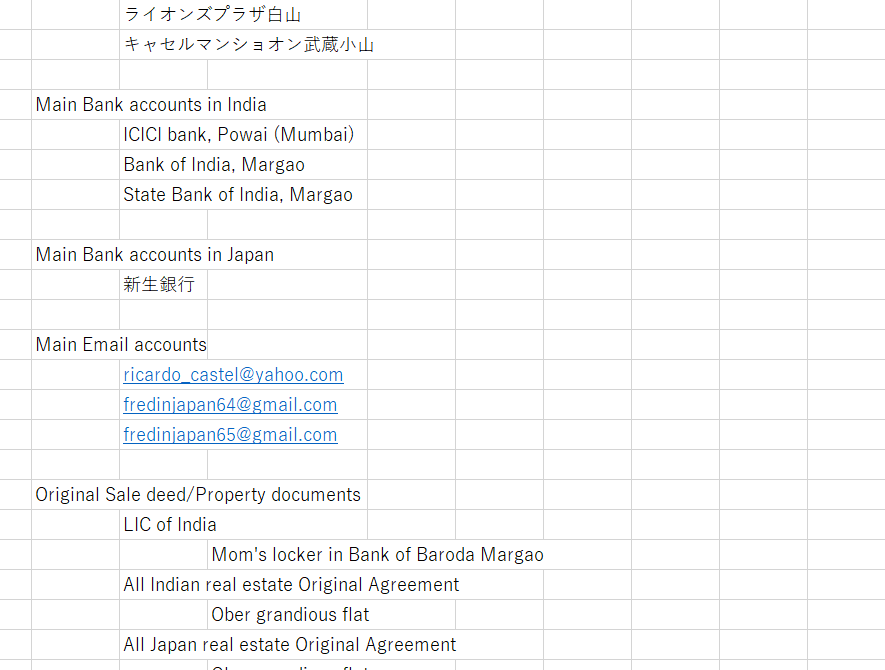 ライオンズプラザ白山
キャセルマンショオン武蔵小山
Main Bank accounts in India
ICICI bank, Powai (Mumbai)
Bank of India, Margao
State Bank of India, Margao
Main Bank accounts in Japan
新生銀行
Main Email accounts
ricardo_castel@yahoo.com
fredinjapan64@gmail.com
fredinjapan65@gmail.com
Original Sale deed/Property documents
LIC of India
Mom's locker in Bank of Baroda Margao
All Indian real estate Original Agreement
Ober grandious flat
All Japan real estate Original Agreement